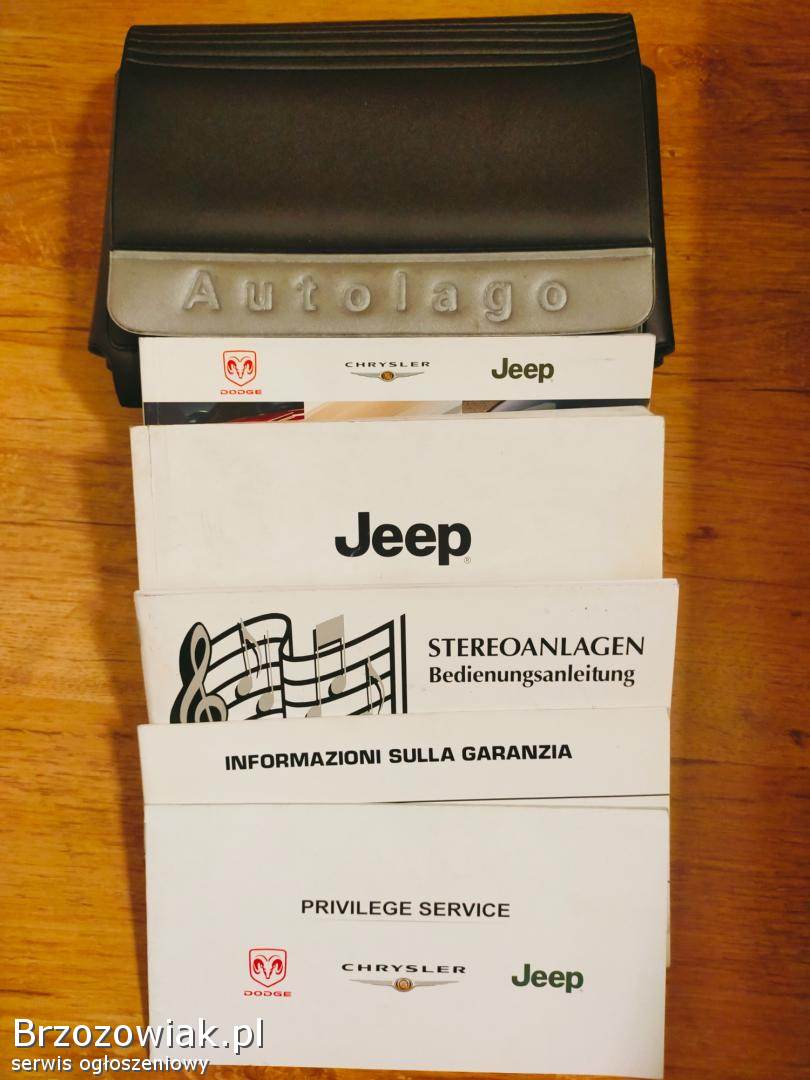 Autolago
DODGE
CHRYSLER
Jeep
Jeep
STEREOANLAGEN
Bedienungsanleitung
INFORMAZIONI SULLA GARANZIA
PRIVILEGE SERVICE
DODGE
CHRYSLER
Jeep
Brzozowiak.pl
serwis ogłoszeniowy